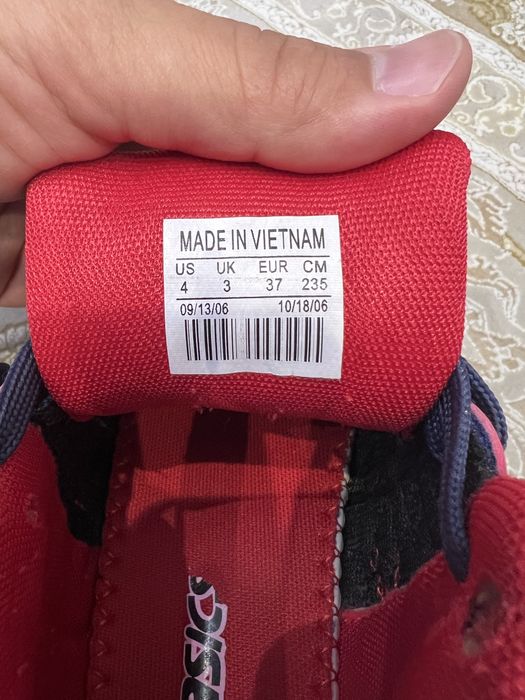 MADE IN VIETNAM
US UK EUR CM
4 3 37 235
09/13/06 10/18/06